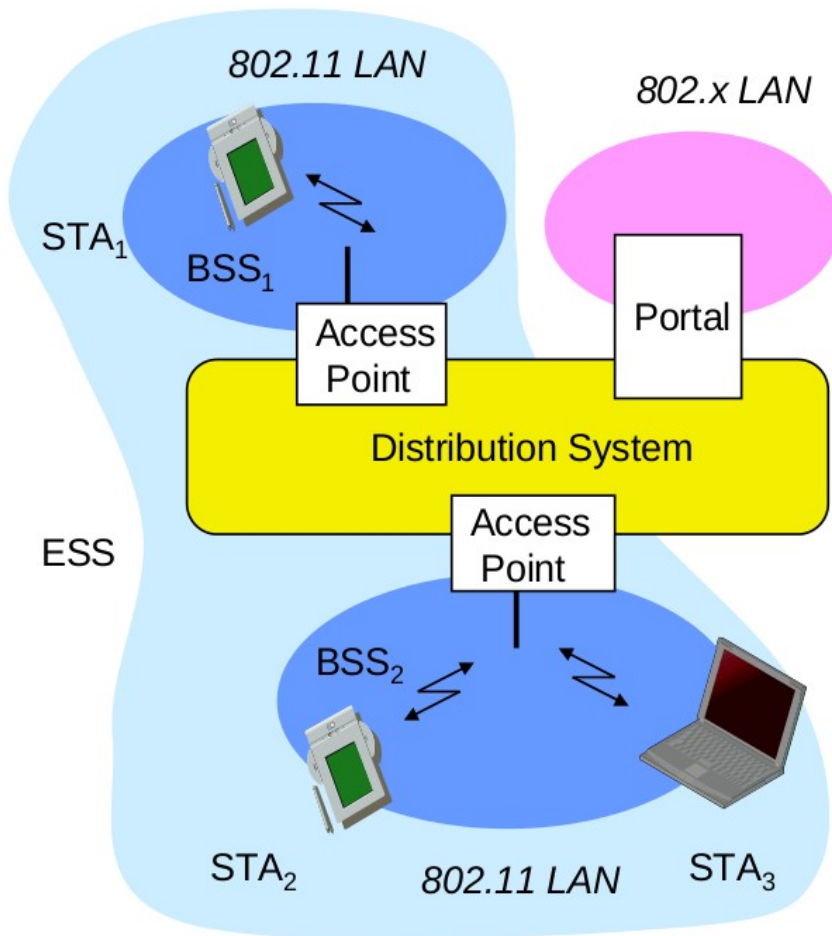 802.11 LAN
802.x LAN
STA₁
BSS₁
Access
Point
Portal
Distribution System
Access
Point
ESS
BSS₂
STA₂
802.11 LAN
STA₃